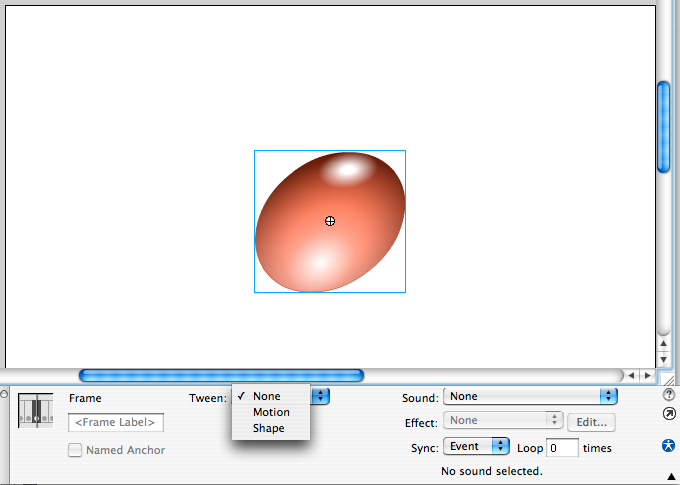 Frame
Tween:
✓ None
Motion
Shape
<Frame Label>
Named Anchor
Sound: None
Effect: None Edit...
Sync: Event Loop 0 times
No sound selected.